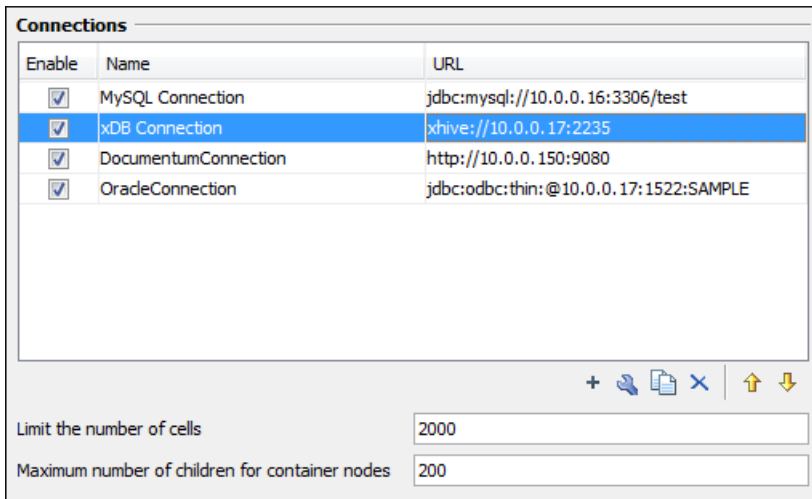 Connections
Enable Name URL
MySQL Connection jdbc:mysql://10.0.0.16:3306/test
xDB Connection xhive://10.0.0.17:2235
DocumentumConnection http://10.0.0.150:9080
OracleConnection jdbc:odbc:thin:@10.0.0.17:1522:SAMPLE
Limit the number of cells 2000
Maximum number of children for container nodes 200